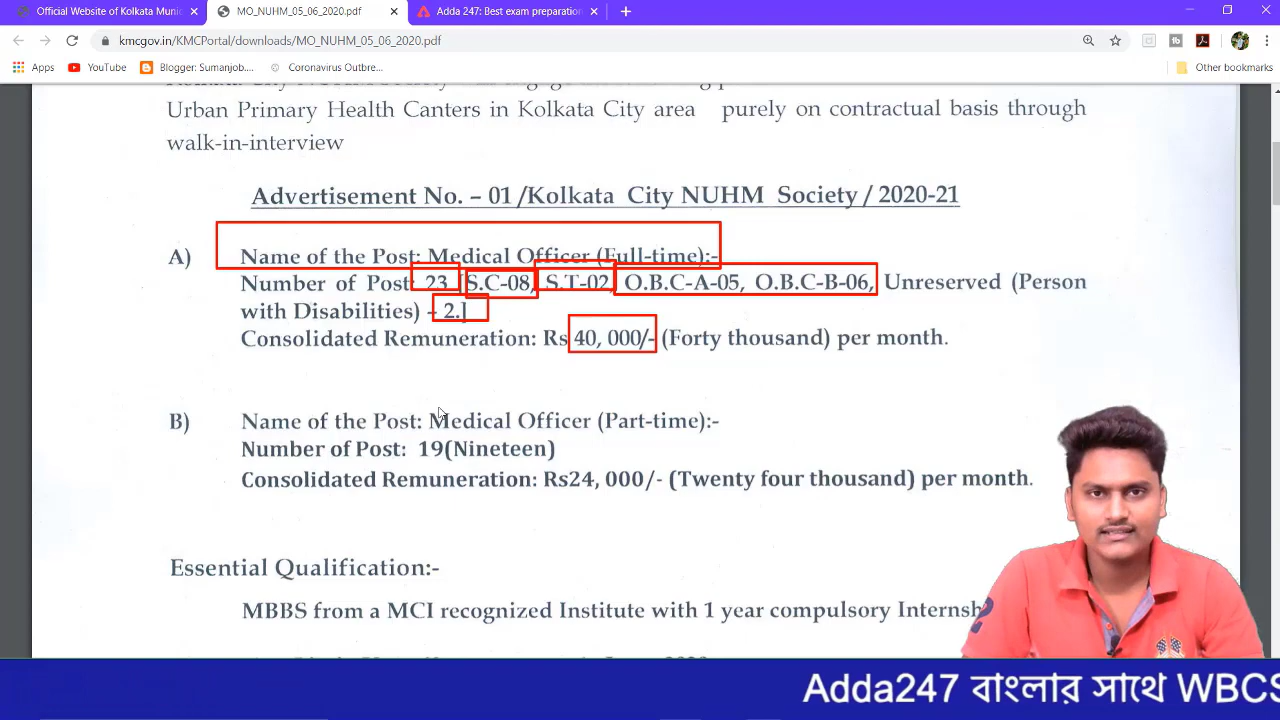 Official Website of Kolkata Munic
MO_NUHM_05_06_2020.pdf
Adda 247: Best exam preparation
kmcgov.in/KMCPortal/downloads/MO_NUHM_05_06_2020.pdf
Apps
YouTube
Blogger: Sumanjob....
Coronavirus Outbre...
Other bookmarks
Urban Primary Health Canters in Kolkata City area purely on contractual basis through
walk-in-interview
Advertisement No. – 01 /Kolkata City NUHM Society / 2020-21
A) Name of the Post: Medical Officer (Full-time):-
Number of Post: 23 [S.C-08, S.T-02, O.B.C-A-05, O.B.C-B-06, Unreserved (Person
with Disabilities) – 2.]
Consolidated Remuneration: Rs 40, 000/- (Forty thousand) per month.
B) Name of the Post: Medical Officer (Part-time):-
Number of Post: 19(Nineteen)
Consolidated Remuneration: Rs24, 000/- (Twenty four thousand) per month.
Essential Qualification:-
MBBS from a MCI recognized Institute with 1 year compulsory Internsh
Adda247 বাংলার সাথে WBCS